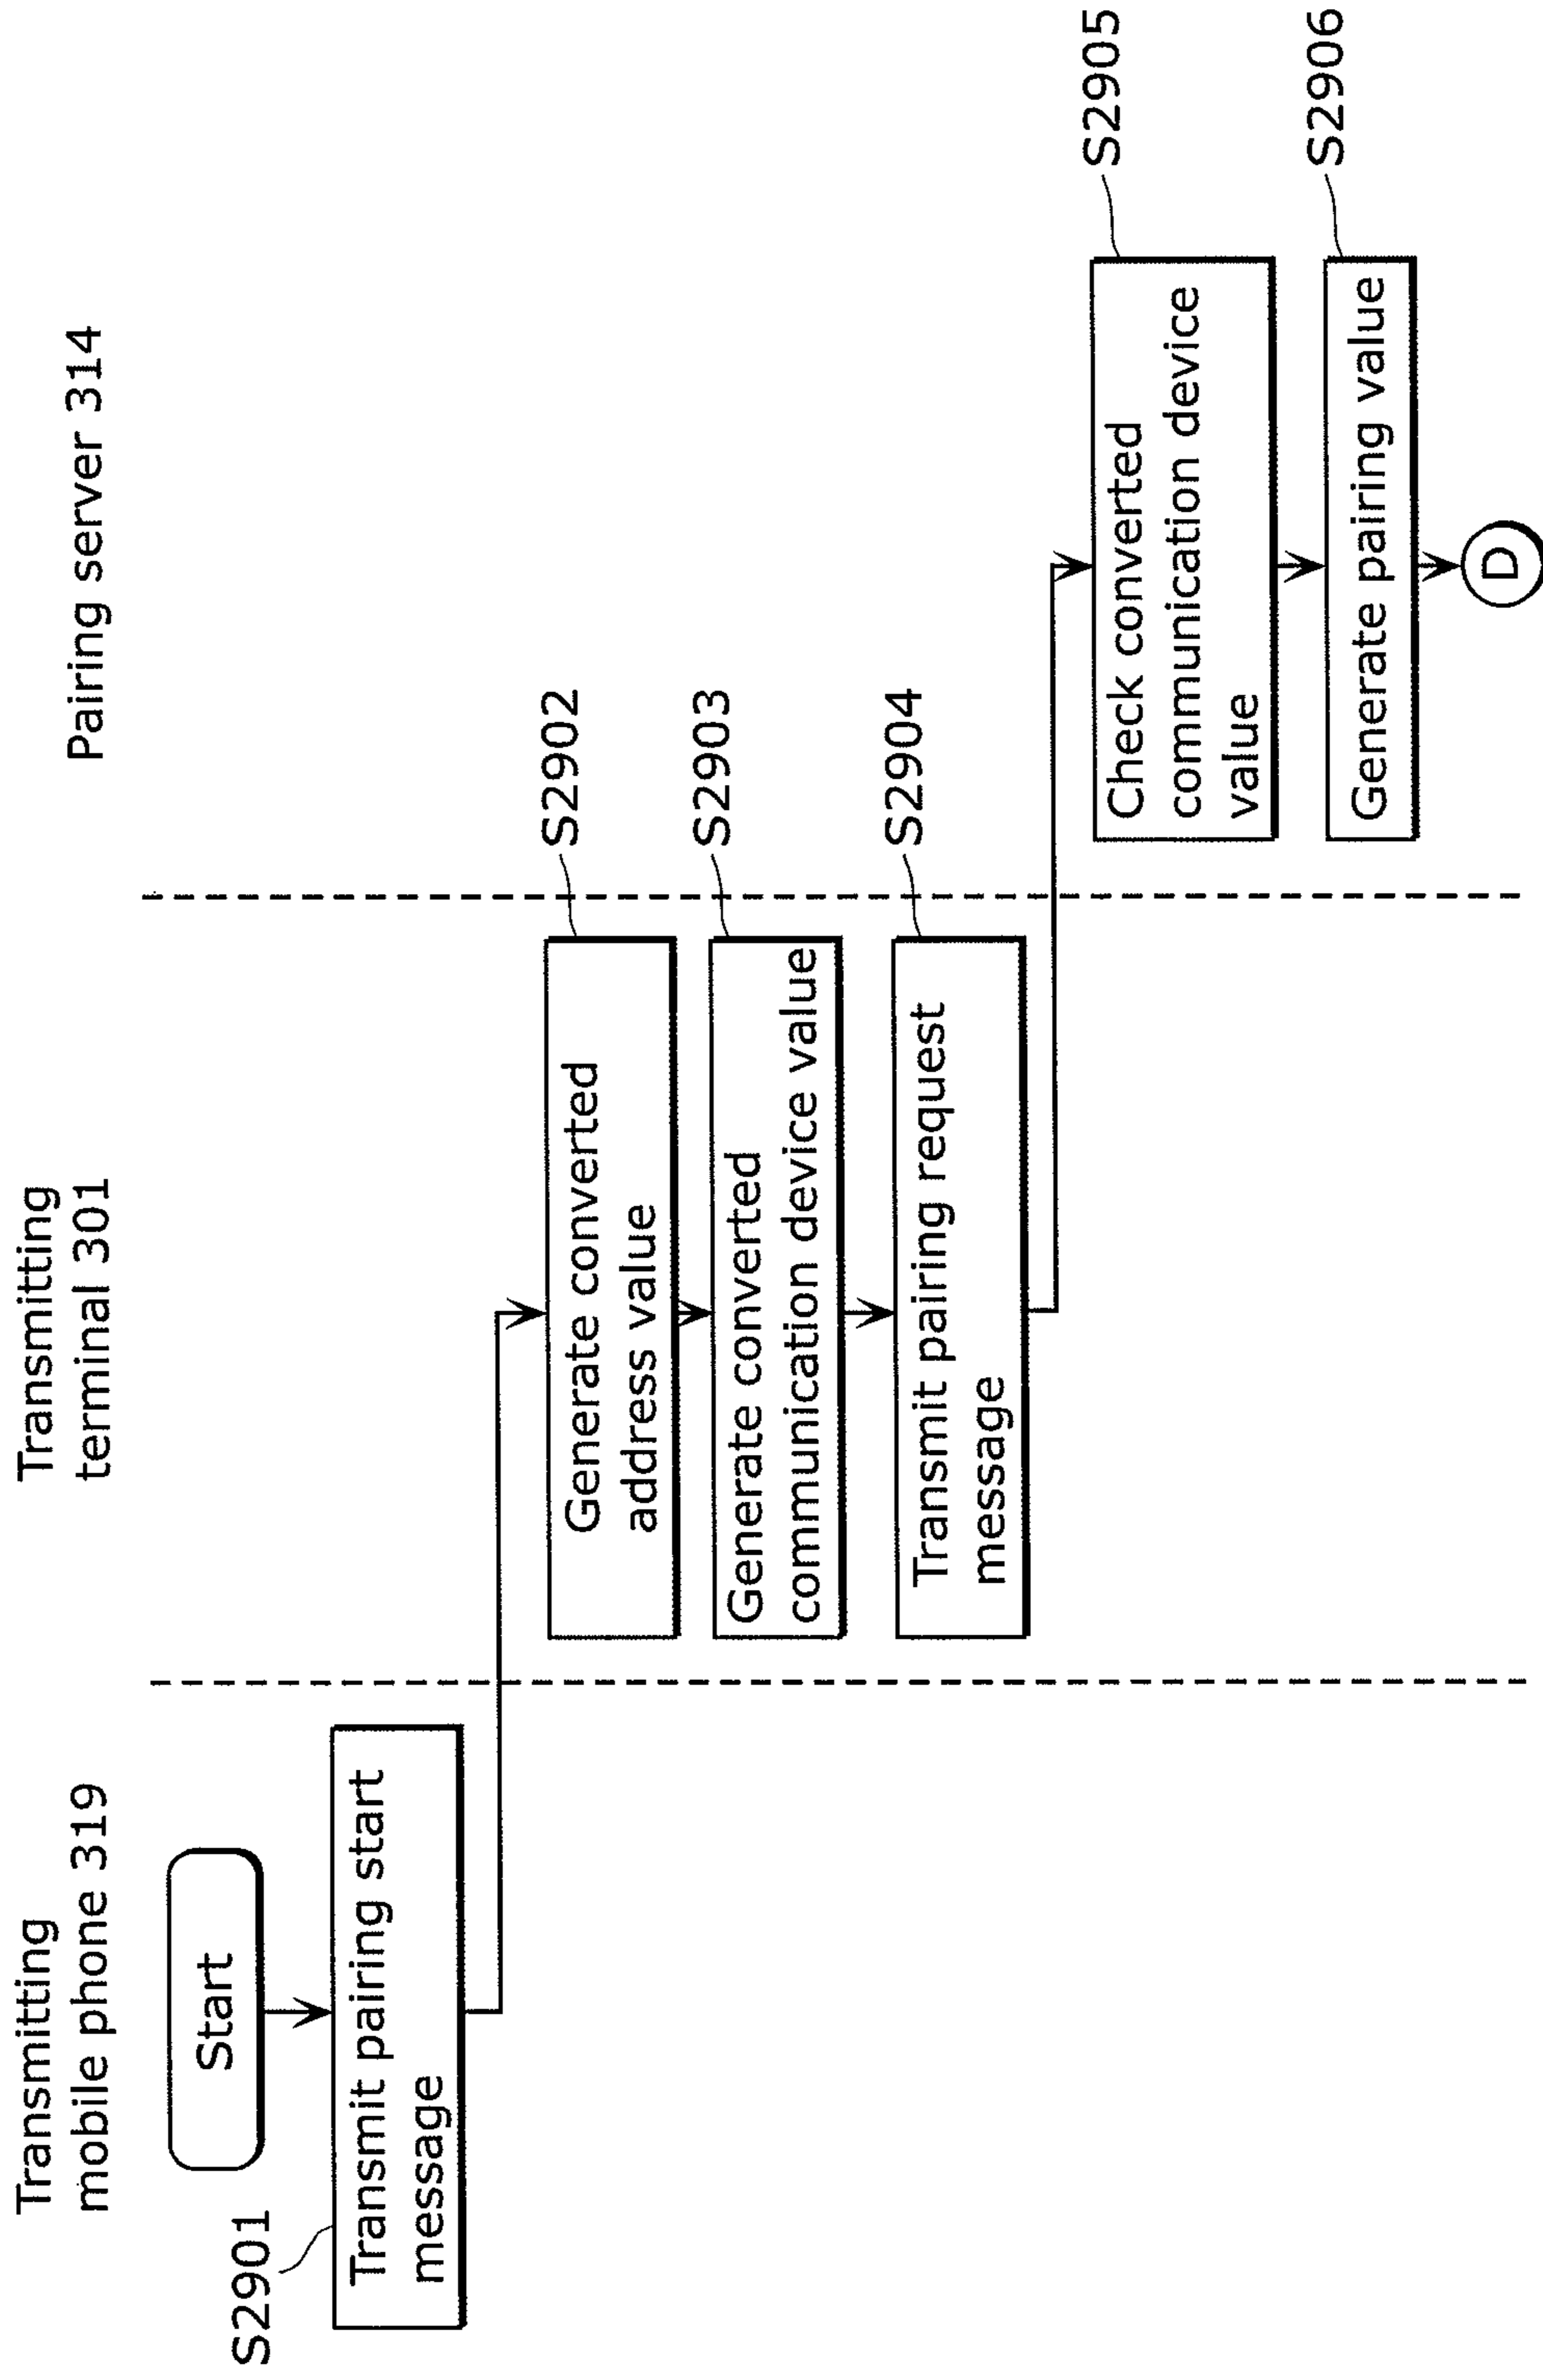 Transmitting
mobile phone 319
Transmitting
terminal 301
Pairing server 314
Start
S2901
Transmit pairing start
message
Generate converted
address value
S2902
Generate converted
communication device value
S2903
Transmit pairing request
message
S2904
Check converted
communication device
value
S2905
Generate pairing value
S2906
D